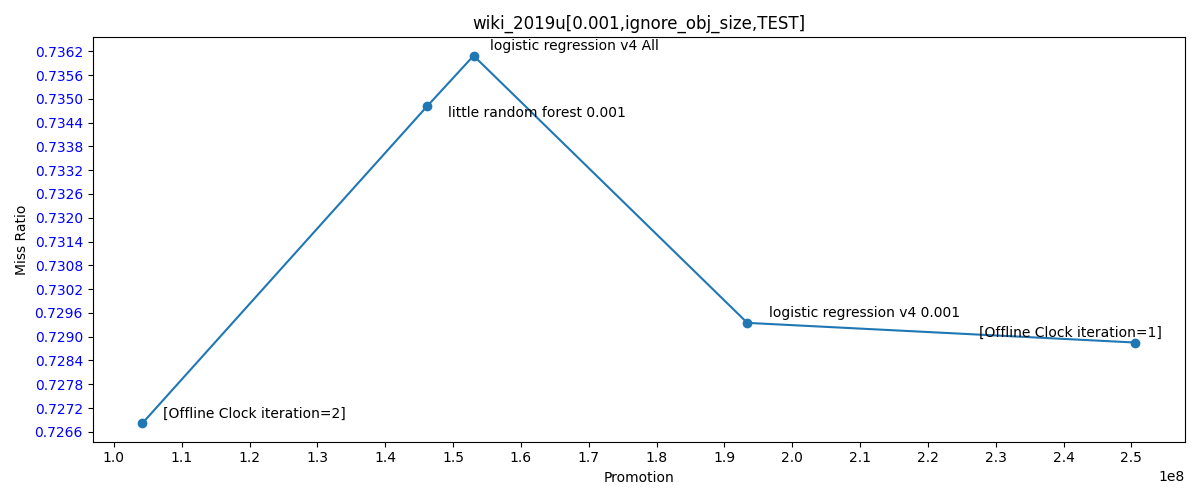 wiki_2019u[0.001,ignore_obj_size,TEST]
0.7362
0.7356
0.7350
0.7344
0.7338
0.7332
0.7326
0.7320
0.7314
0.7308
0.7302
0.7296
0.7290
0.7284
0.7278
0.7272
0.7266
Miss Ratio
logistic regression v4 All
little random forest 0.001
logistic regression v4 0.001
[Offline Clock iteration=1]
[Offline Clock iteration=2]
1.0 1.1 1.2 1.3 1.4 1.5 1.6 1.7 1.8 1.9 2.0 2.1 2.2 2.3 2.4 2.5
1e8
Promotion